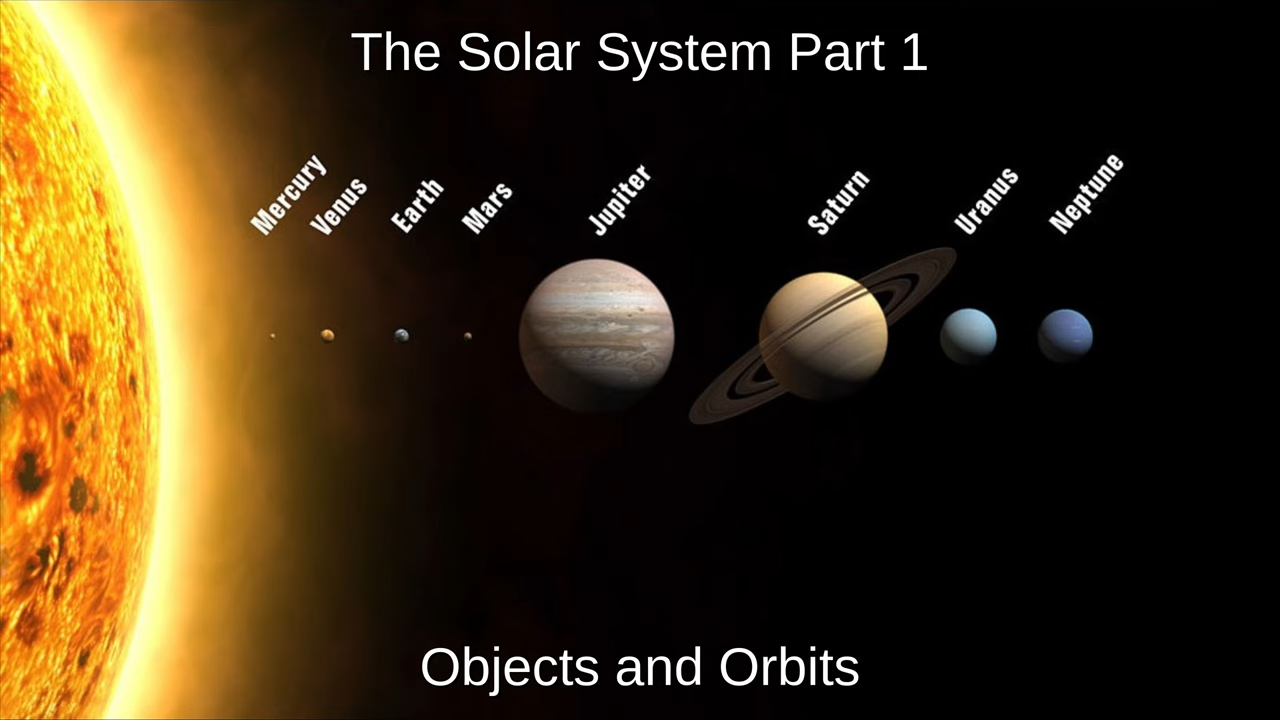 The Solar System Part 1
Mercury
Venus
Earth
Mars
Jupiter
Saturn
Uranus
Neptune
Objects and Orbits